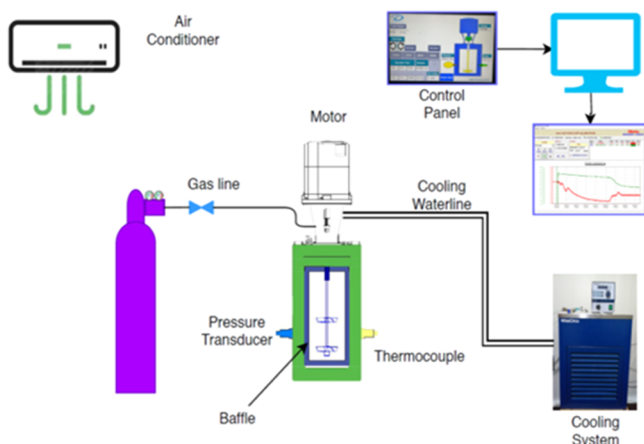 Air
Conditioner
Control
Panel
Motor
Gas line
Cooling
Waterline
Pressure
Transducer
Thermocouple
Baffle
Cooling
System